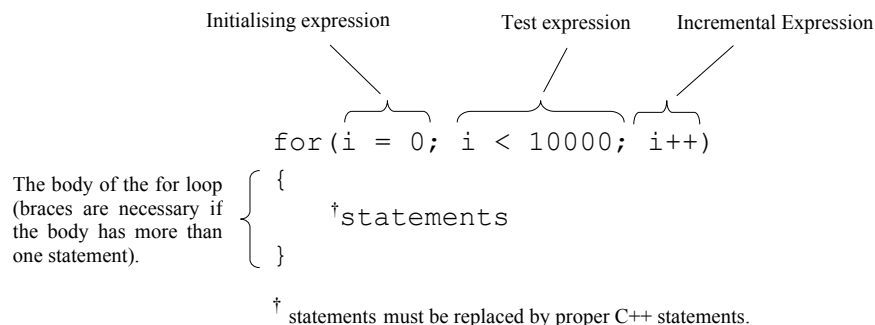 Initialising expression Test expression Incremental Expression
for(i = 0; i < 10000; i++)
The body of the for loop
(braces are necessary if
the body has more than
one statement).
{
†statements
}
† statements must be replaced by proper C++ statements.